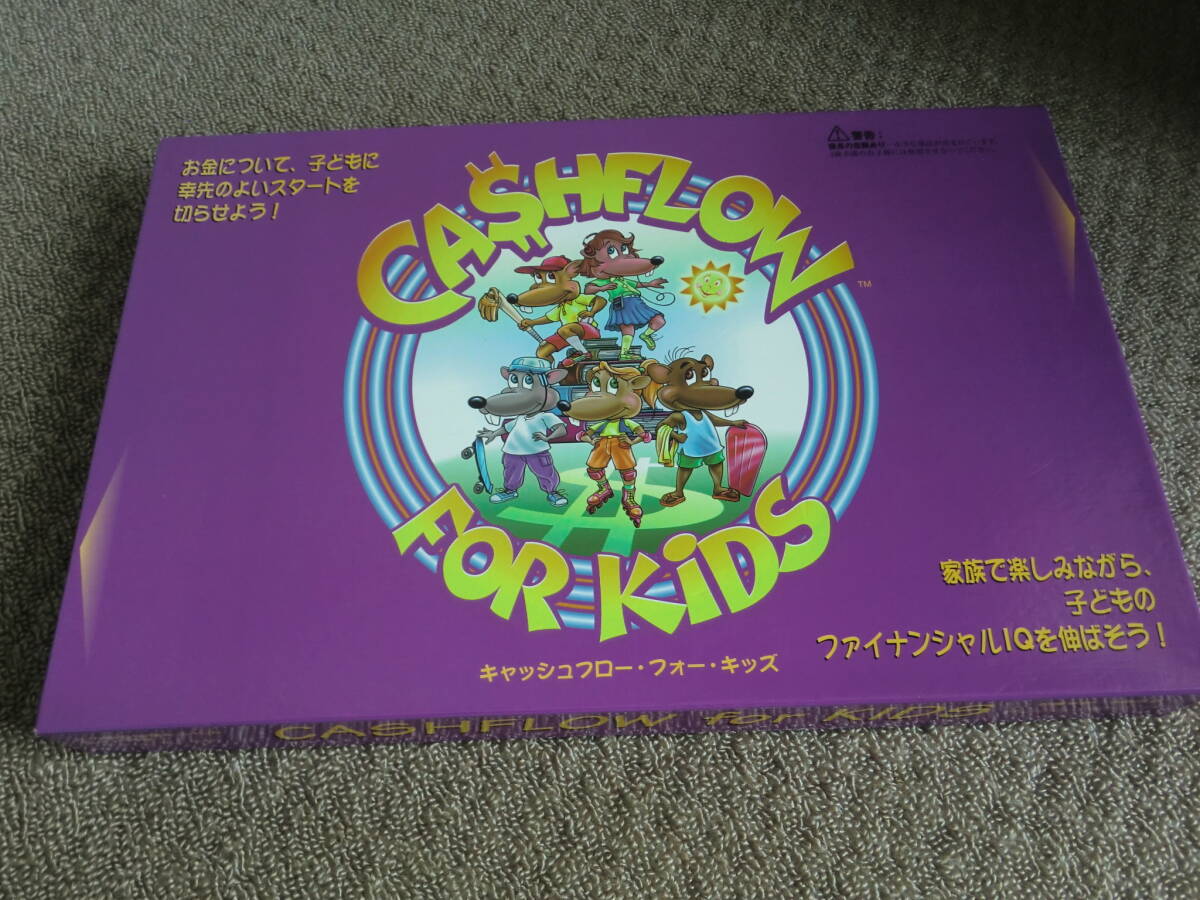 お金について、子どもに
幸先のよいスタートを
切らせよう！
警告：
CA$HFLOW
TM
FOR KiDS
キャッシュフロー・フォー・キッズ
家族で楽しみながら、
子どもの
ファイナンシャルIQを伸ばそう！
CASHFLOW for KIDS